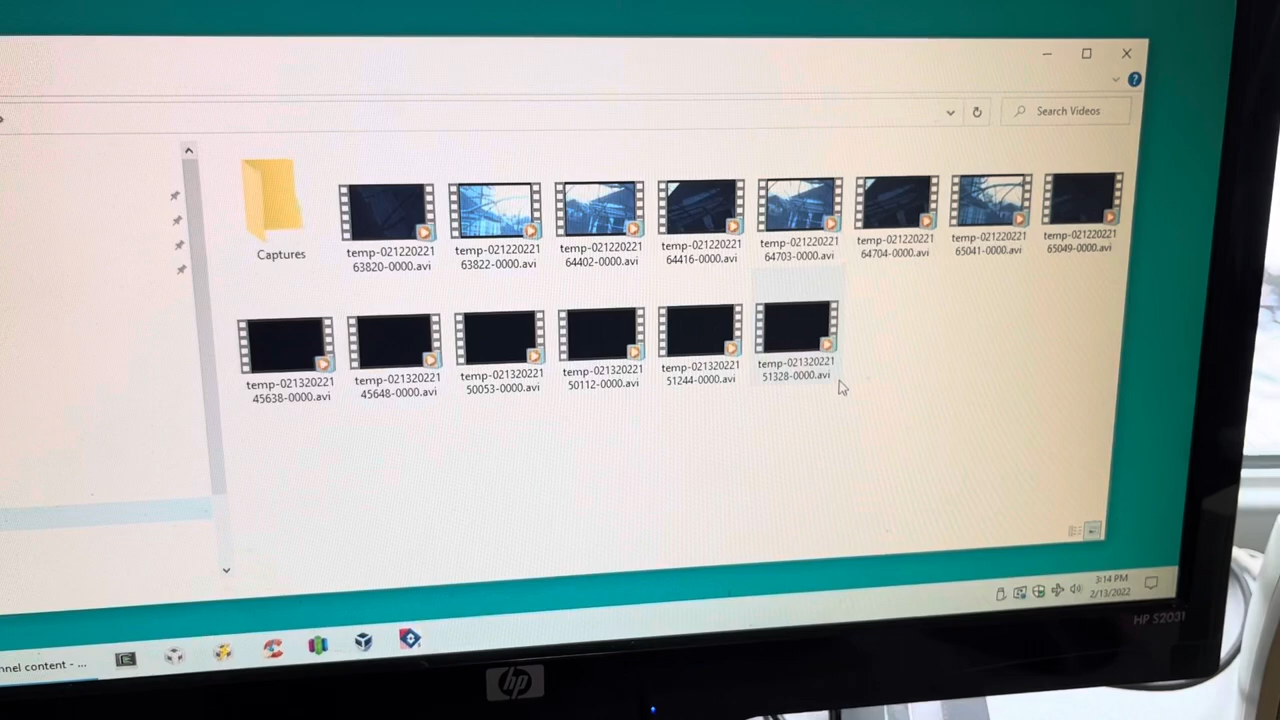 Search Videos
Captures
temp-021220221
63820-0000.avi
temp-021220221
63822-0000.avi
temp-021220221
64402-0000.avi
temp-021220221
64416-0000.avi
temp-021220221
64703-0000.avi
temp-021220221
64704-0000.avi
temp-021220221
65041-0000.avi
temp-021220221
65049-0000.avi
temp-021320221
45638-0000.avi
temp-021320221
45648-0000.avi
temp-021320221
50053-0000.avi
temp-021320221
50112-0000.avi
temp-021320221
51244-0000.avi
temp-021320221
51328-0000.avi
3:14 PM
2/13/2022
nnel content - ...
HP S2031
hp